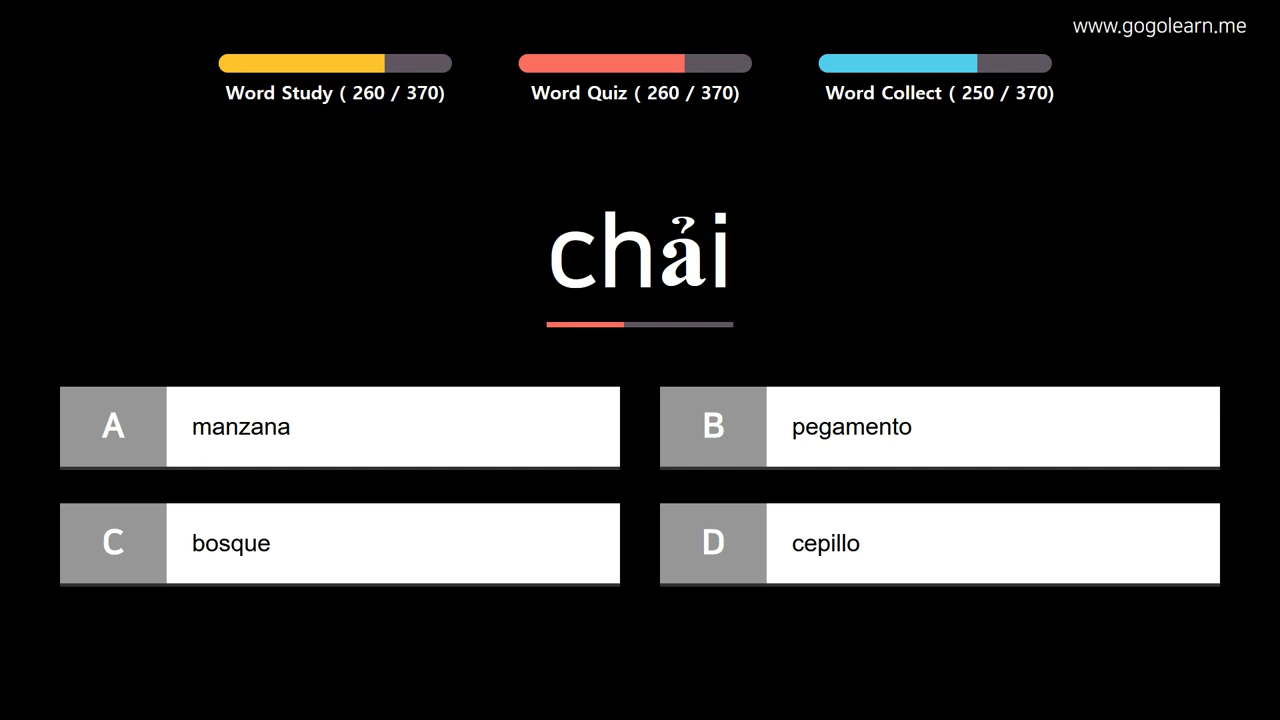 www.gogolearn.me
Word Study ( 260 / 370)
Word Quiz ( 260 / 370)
Word Collect ( 250 / 370)
chải
A manzana
B pegamento
C bosque
D cepillo